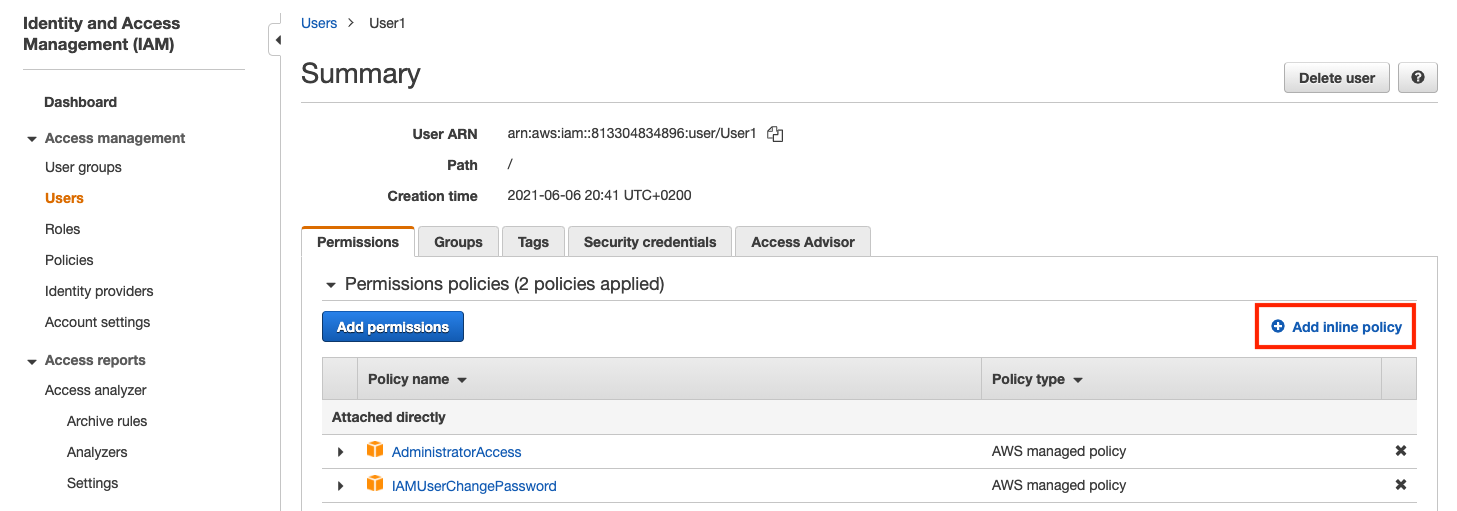 Identity and Access
Management (IAM)
Dashboard
Access management
User groups
Users
Roles
Policies
Identity providers
Account settings
Access reports
Access analyzer
Archive rules
Analyzers
Settings
Users > User1
Summary
Delete user
?
User ARN arn:aws:iam::813304834896:user/User1
Path /
Creation time 2021-06-06 20:41 UTC+0200
Permissions Groups Tags Security credentials Access Advisor
Permissions policies (2 policies applied)
Add permissions
Add inline policy
Policy name Policy type
Attached directly
AdministratorAccess AWS managed policy
IAMUserChangePassword AWS managed policy